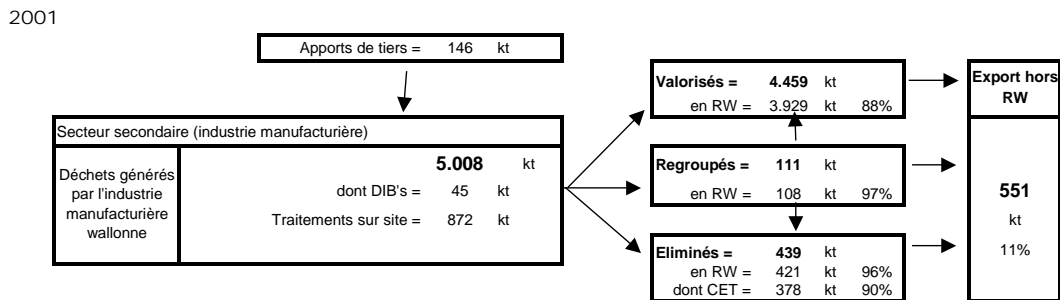 2001
Apports de tiers = 146 kt
Secteur secondaire (industrie manufacturière)
Déchets générés
par l'industrie
manufacturière
wallonne
5.008 kt
dont DIB's = 45 kt
Traitements sur site = 872 kt
Valorisés = 4.459 kt
en RW = 3.929 kt 88%
Regroupés = 111 kt
en RW = 108 kt 97%
Eliminés = 439 kt
en RW = 421 kt 96%
dont CET = 378 kt 90%
Export hors
RW
551
kt
11%